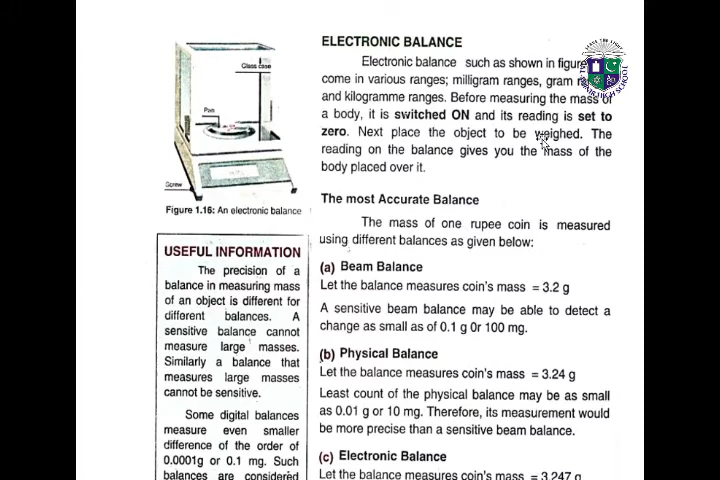 ELECTRONIC BALANCE
Electronic balance such as shown in figure
come in various ranges; milligram ranges, gram r
and kilogramme ranges. Before measuring the mass of
a body, it is switched ON and its reading is set to
zero. Next place the object to be weighed. The
reading on the balance gives you the mass of the
body placed over it.
Glass case
Pan
Screw
Figure 1.16: An electronic balance
The most Accurate Balance
The mass of one rupee coin is measured
using different balances as given below:
(a) Beam Balance
Let the balance measures coin's mass = 3.2 g
A sensitive beam balance may be able to detect a
change as small as of 0.1 g 0r 100 mg.
(b) Physical Balance
Let the balance measures coin's mass = 3.24 g
Least count of the physical balance may be as small
as 0.01 g or 10 mg. Therefore, its measurement would
be more precise than a sensitive beam balance.
(c) Electronic Balance
Let the balance measures coin's mass = 3.247 g
USEFUL INFORMATION
The precision of a
balance in measuring mass
of an object is different for
different balances. A
sensitive balance cannot
measure large masses.
Similarly a balance that
measures large masses
cannot be sensitive.
Some digital balances
measure even smaller
difference of the order of
0.0001g or 0.1 mg. Such
balances are considered